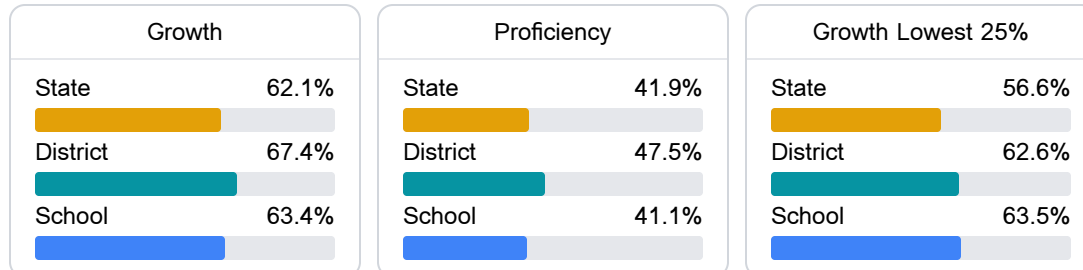 Growth
State 62.1%
District 67.4%
School 63.4%
Proficiency
State 41.9%
District 47.5%
School 41.1%
Growth Lowest 25%
State 56.6%
District 62.6%
School 63.5%